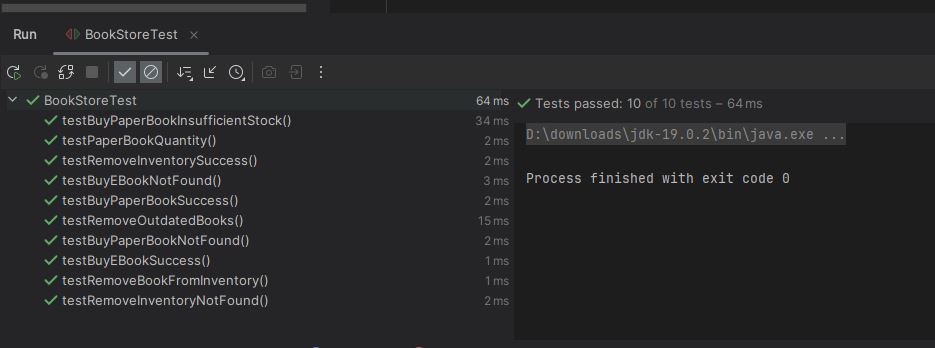 Run BookStoreTest ×
BookStoreTest 64 ms
testBuyPaperBookInsufficientStock() 34 ms
testPaperBookQuantity() 2 ms
testRemoveInventorySuccess() 2 ms
testBuyEBookNotFound() 3 ms
testBuyPaperBookSuccess() 2 ms
testRemoveOutdatedBooks() 15 ms
testBuyPaperBookNotFound() 2 ms
testBuyEBookSuccess() 1 ms
testRemoveBookFromInventory() 1 ms
testRemoveInventoryNotFound() 2 ms
Tests passed: 10 of 10 tests – 64 ms
D:\downloads\jdk-19.0.2\bin\java.exe ...
Process finished with exit code 0